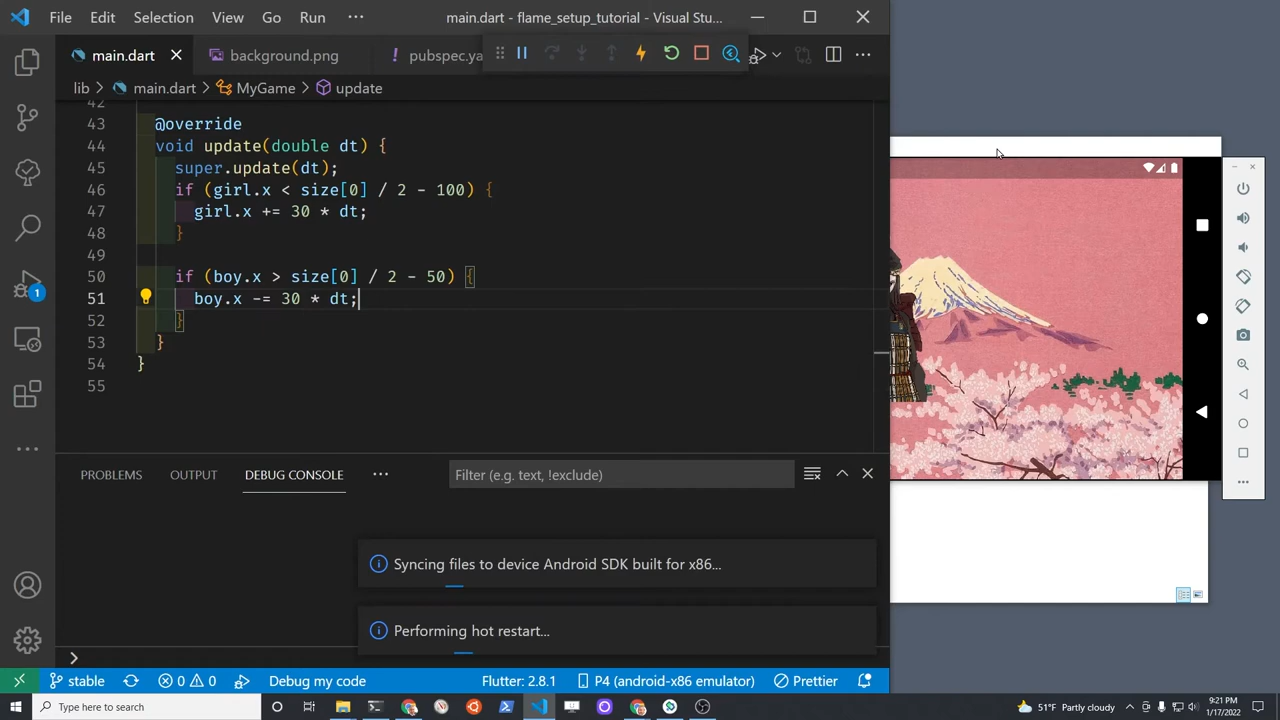 File Edit Selection View Go Run ··· main.dart - flame_setup_tutorial - Visual Stu...
main.dart background.png pubspec.ya
lib > main.dart > MyGame > update
42
43 @override
44 void update(double dt) {
45 super.update(dt);
46 if (girl.x < size[0] / 2 - 100) {
47 girl.x += 30 * dt;
48 }
49
50 if (boy.x > size[0] / 2 - 50) {
51 boy.x -= 30 * dt;
52 }
53 }
54 }
55
1
PROBLEMS OUTPUT DEBUG CONSOLE ··· Filter (e.g. text, !exclude)
Syncing files to device Android SDK built for x86...
Performing hot restart...
>
stable 0 0 Debug my code Flutter: 2.8.1 P4 (android-x86 emulator) Prettier
Type here to search 51°F Partly cloudy 9:21 PM
1/17/2022